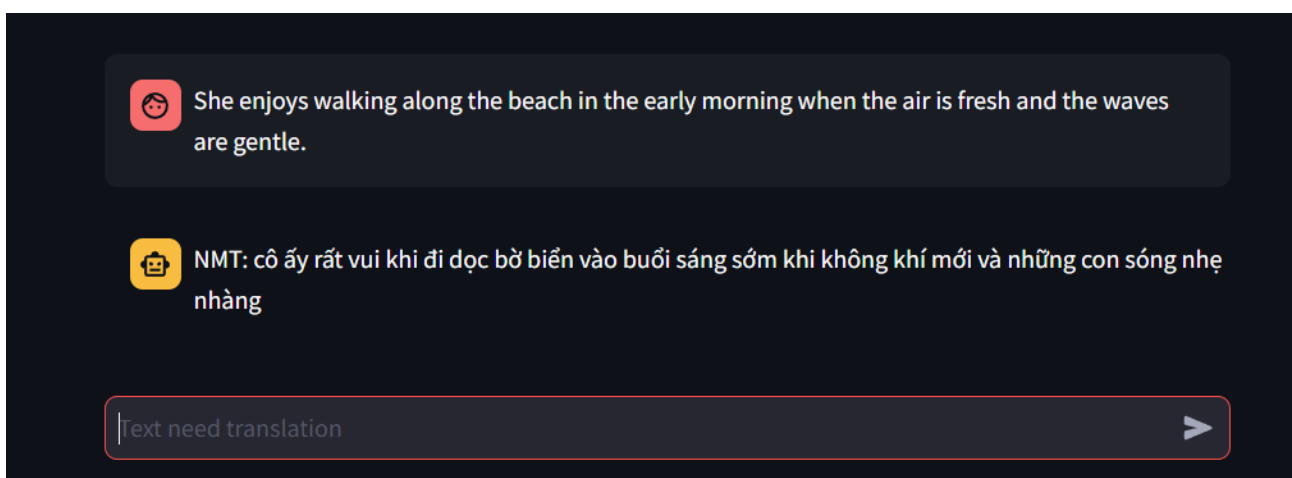 She enjoys walking along the beach in the early morning when the air is fresh and the waves
are gentle.
NMT: cô ấy rất vui khi đi dọc bờ biển vào buổi sáng sớm khi không khí mới và những con sóng nhẹ
nhàng
Text need translation